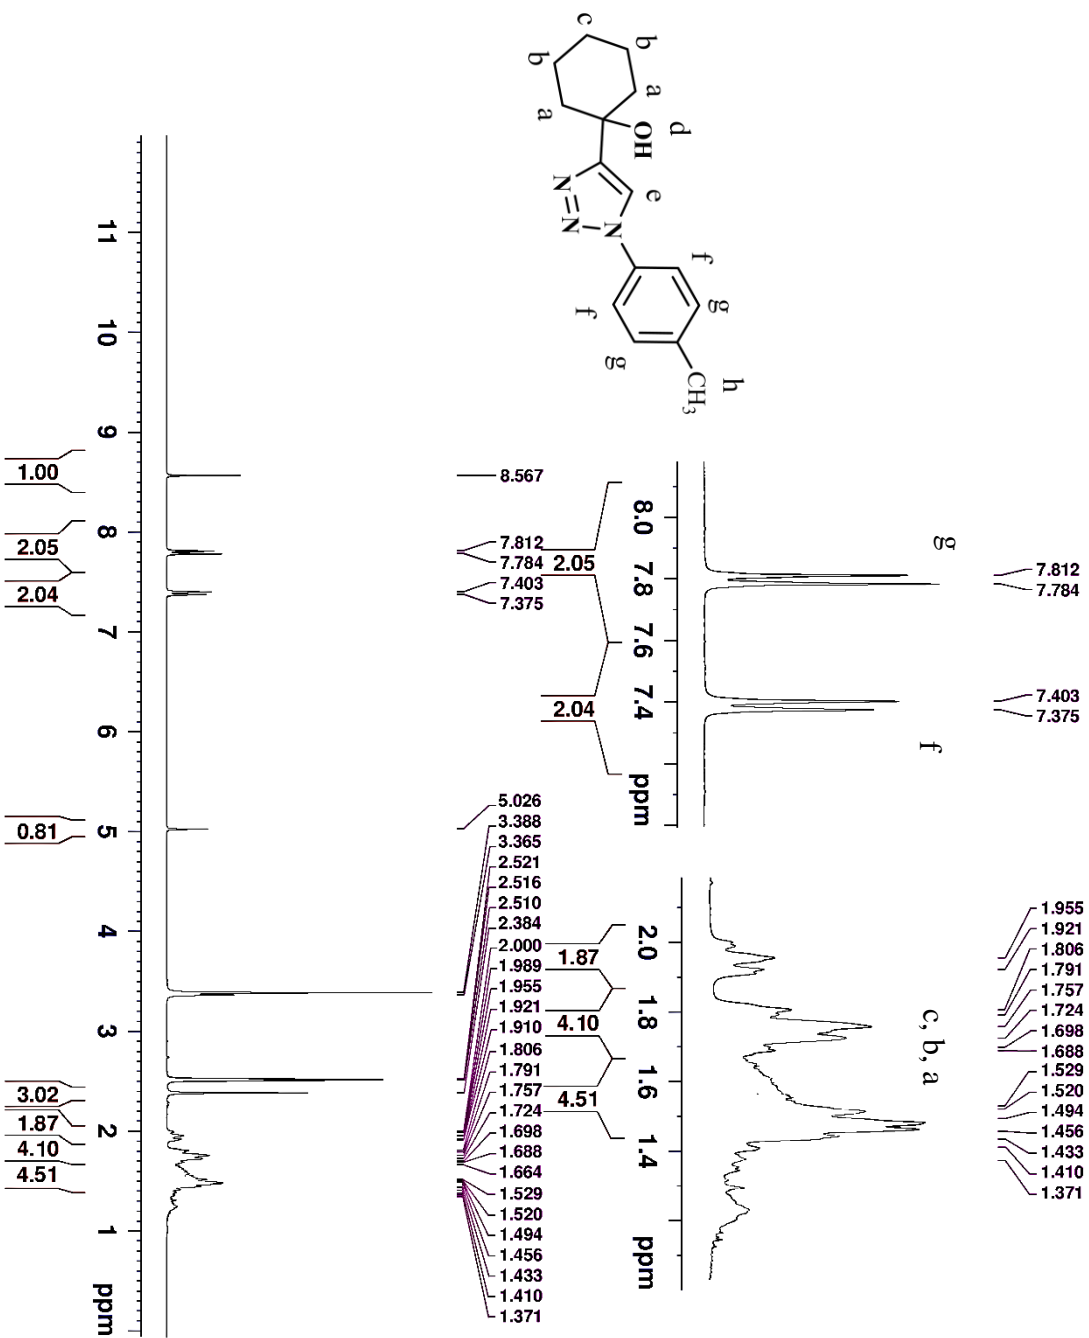 c
b
b
a
a
d
OH
e
N
N
N
f
f
g
g
h
CH3
8.567
7.812
7.784
7.403
7.375
5.026
3.388
3.365
2.521
2.516
2.510
2.384
2.000
1.989
1.955
1.921
1.910
1.806
1.791
1.757
1.724
1.698
1.688
1.664
1.529
1.520
1.494
1.456
1.433
1.410
1.371
11 10 9 8 7 6 5 4 3 2 1 ppm
1.00
2.05
2.04
0.81
3.02
1.87
4.10
4.51
7.812
7.784
7.403
7.375
g
f
8.0 7.8 7.6 7.4 ppm
2.05
2.04
1.955
1.921
1.806
1.791
1.757
1.724
1.698
1.688
1.529
1.520
1.494
1.456
1.433
1.410
1.371
c, b, a
2.0 1.8 1.6 1.4 ppm
1.87
4.10
4.51